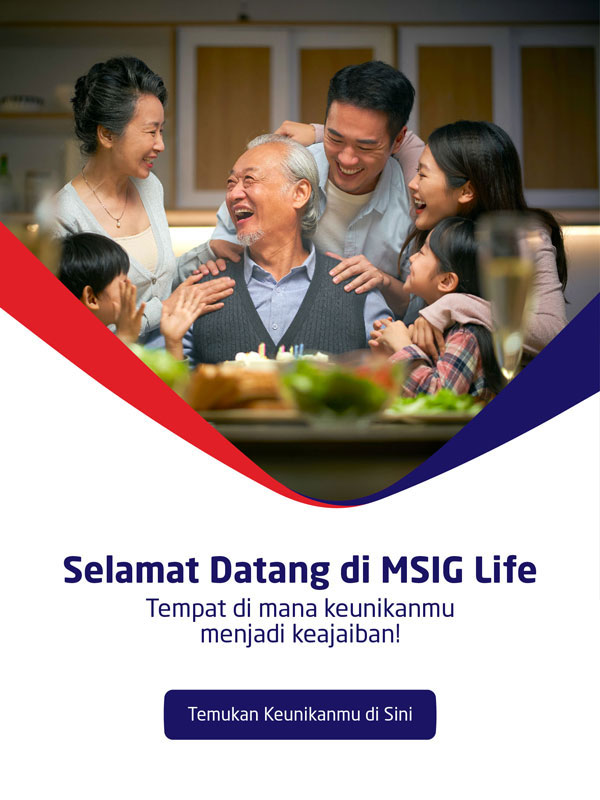 Selamat Datang di MSIG Life
Tempat di mana keunikanmu
menjadi keajaiban!
Temukan Keunikanmu di Sini